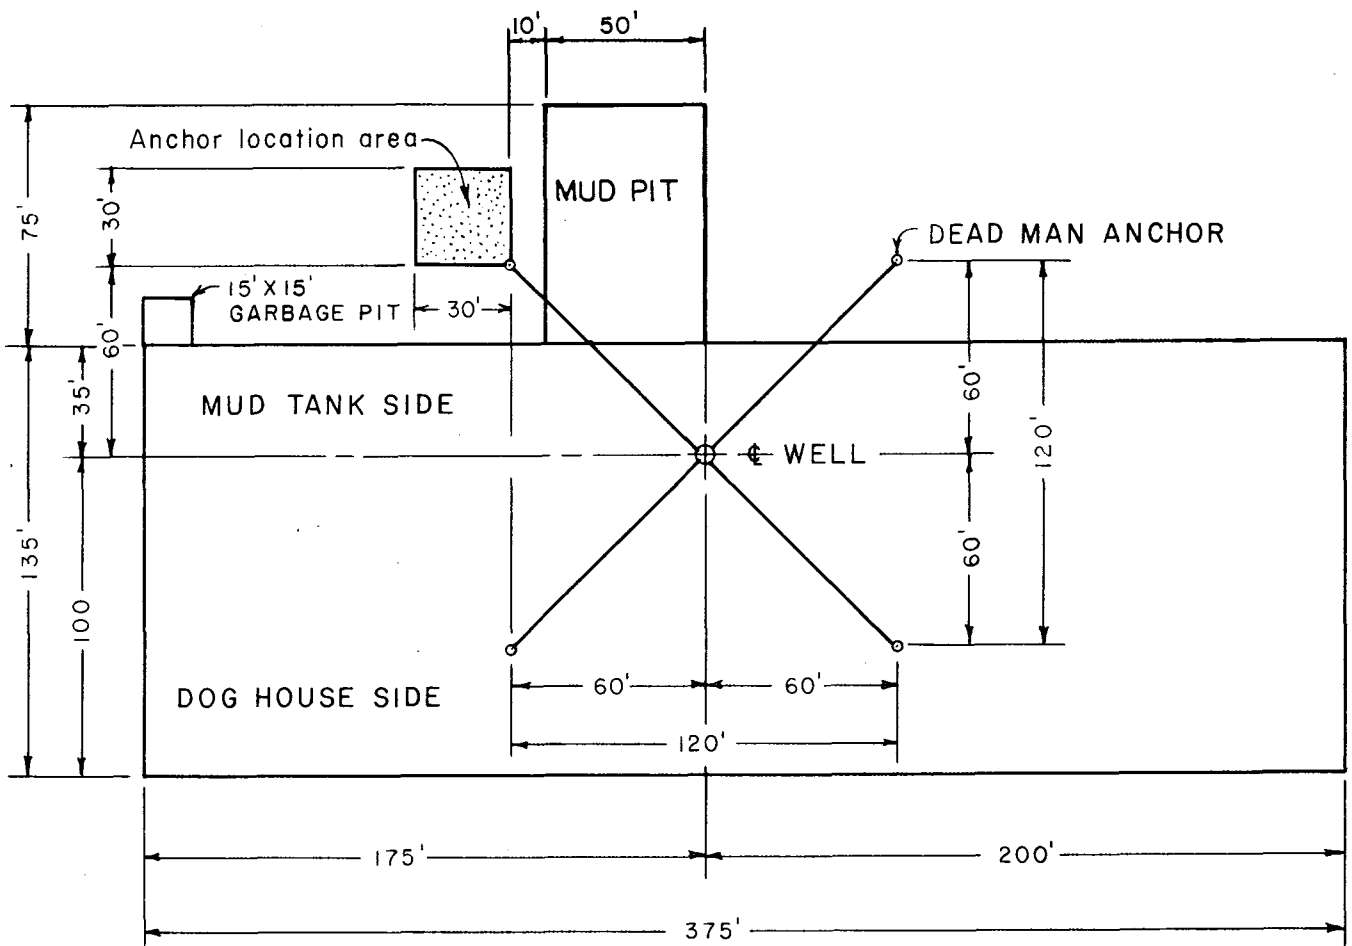 10'
50'
Anchor location area
MUD PIT
75'
30'
DEAD MAN ANCHOR
15' X 15'
GARBAGE PIT
30'
60'
35'
MUD TANK SIDE
60'
120'
℄ WELL
135'
60'
100
DOG HOUSE SIDE
60'
60'
120'
175'
200'
375'